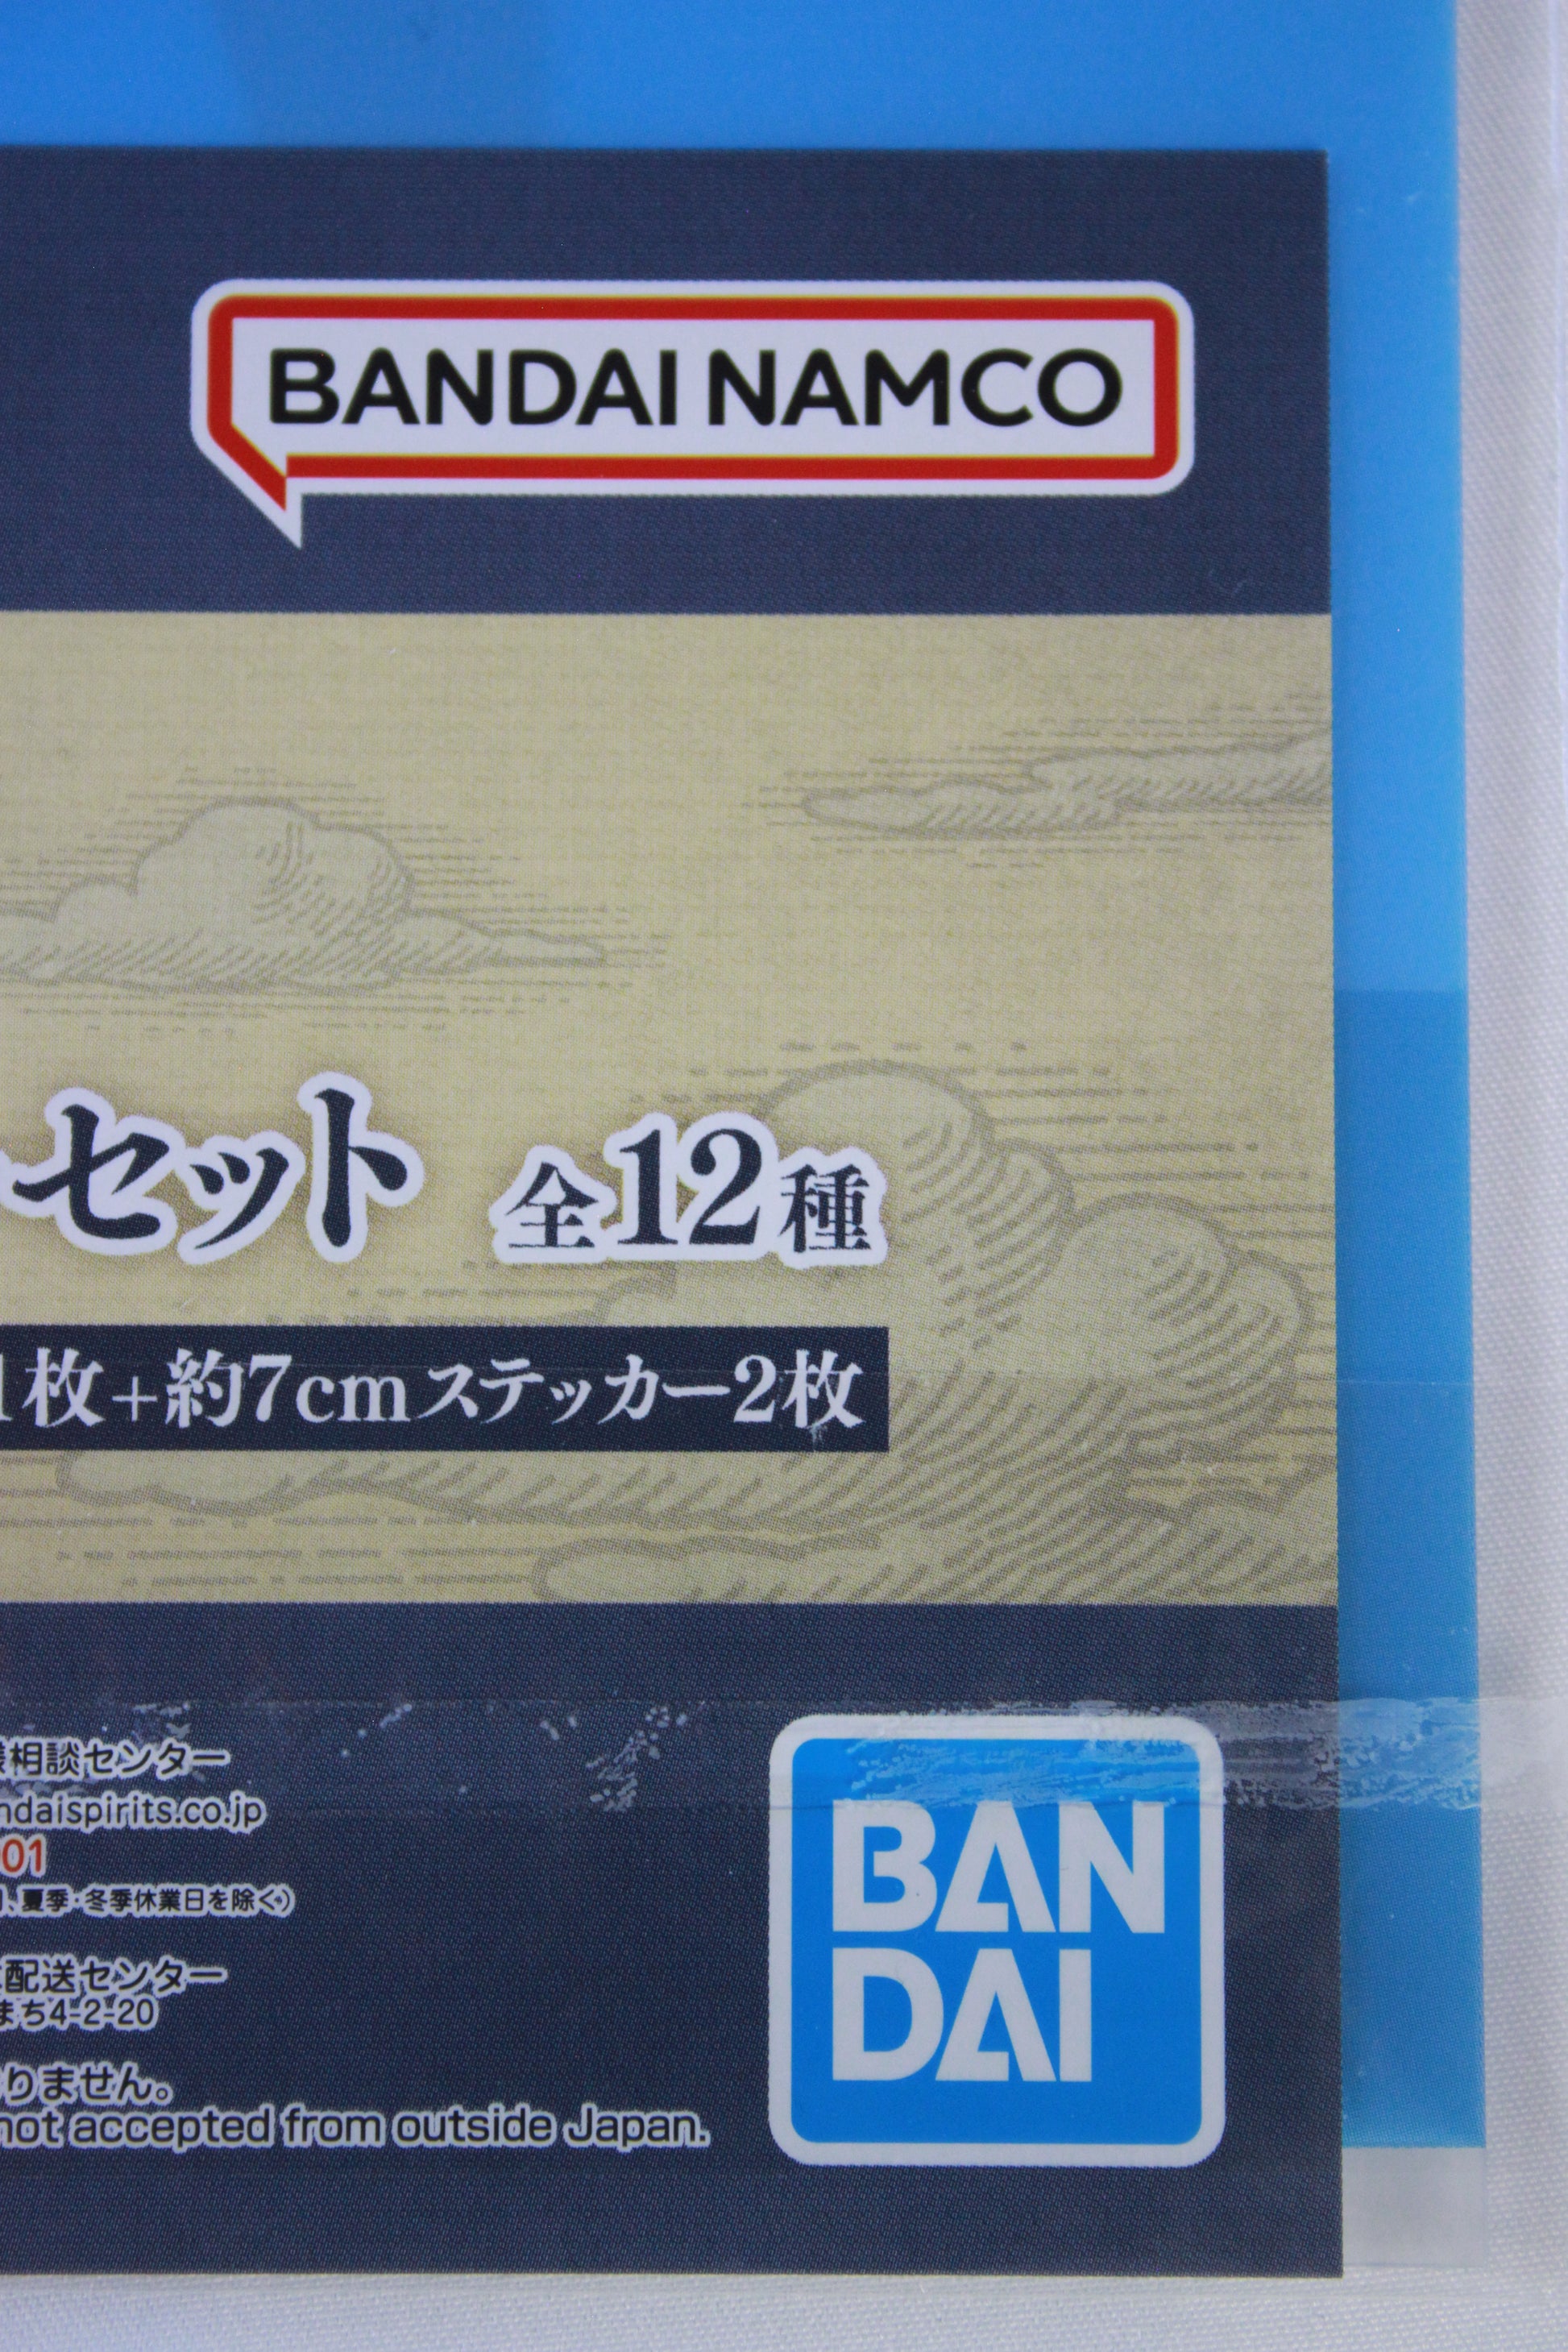 BANDAI NAMCO
セット 全12種
1枚+約7cmステッカー2枚
相談センター
ndaispirits.co.jp
01
、夏季・冬季休業日を除く)
配送センター
まち4-2-20
りません。
not accepted from outside Japan.
BAN
DAI